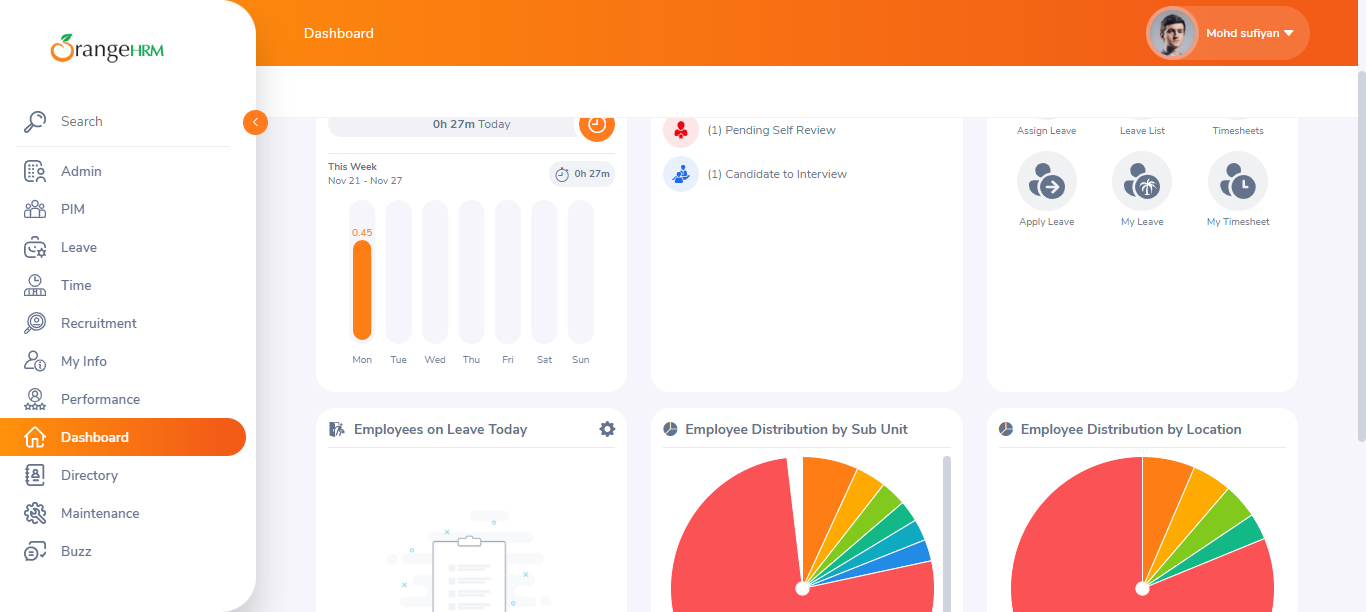 OrangeHRM
Dashboard
Mohd sufiyan
Search
Admin
PIM
Leave
Time
Recruitment
My Info
Performance
Dashboard
Directory
Maintenance
Buzz
0h 27m Today
This Week
Nov 21 - Nov 27
0h 27m
0.45
Mon Tue Wed Thu Fri Sat Sun
(1) Pending Self Review
(1) Candidate to Interview
Assign Leave Leave List Timesheets
Apply Leave My Leave My Timesheet
Employees on Leave Today
Employee Distribution by Sub Unit
Employee Distribution by Location